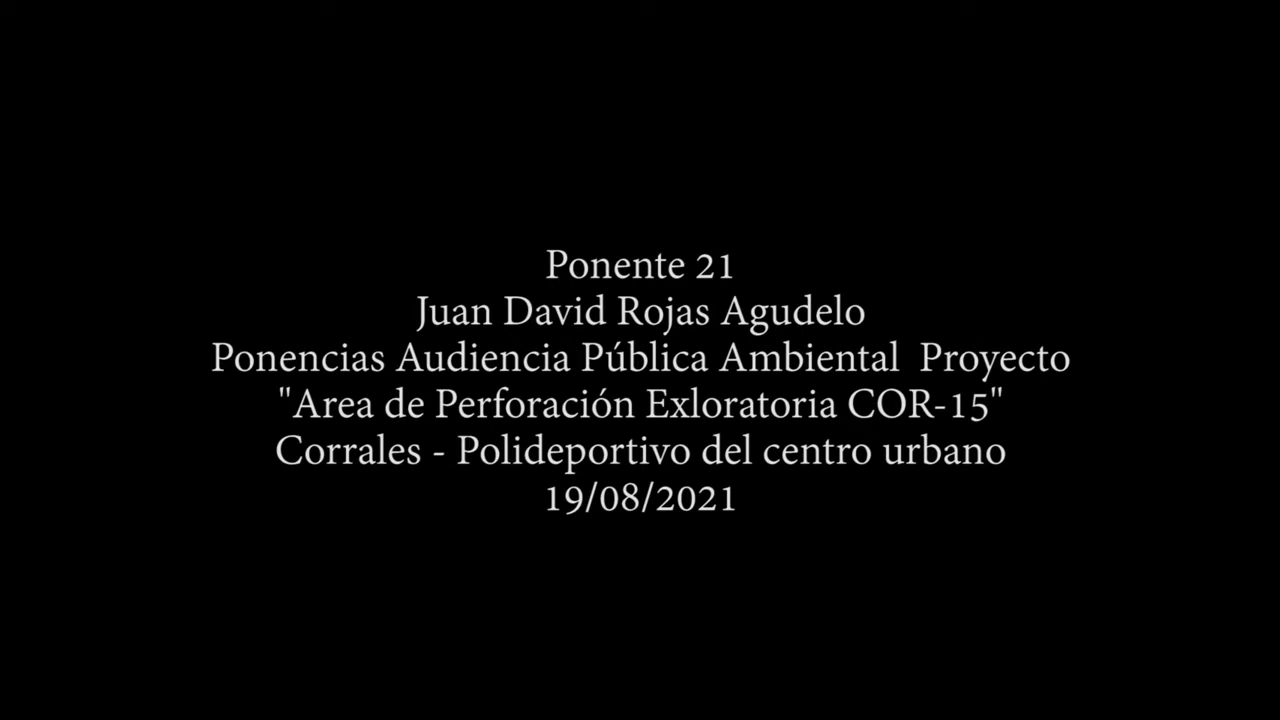 Ponente 21
Juan David Rojas Agudelo
Ponencias Audiencia Pública Ambiental  Proyecto
"Area de Perforación Exloratoria COR-15"
Corrales - Polideportivo del centro urbano
19/08/2021